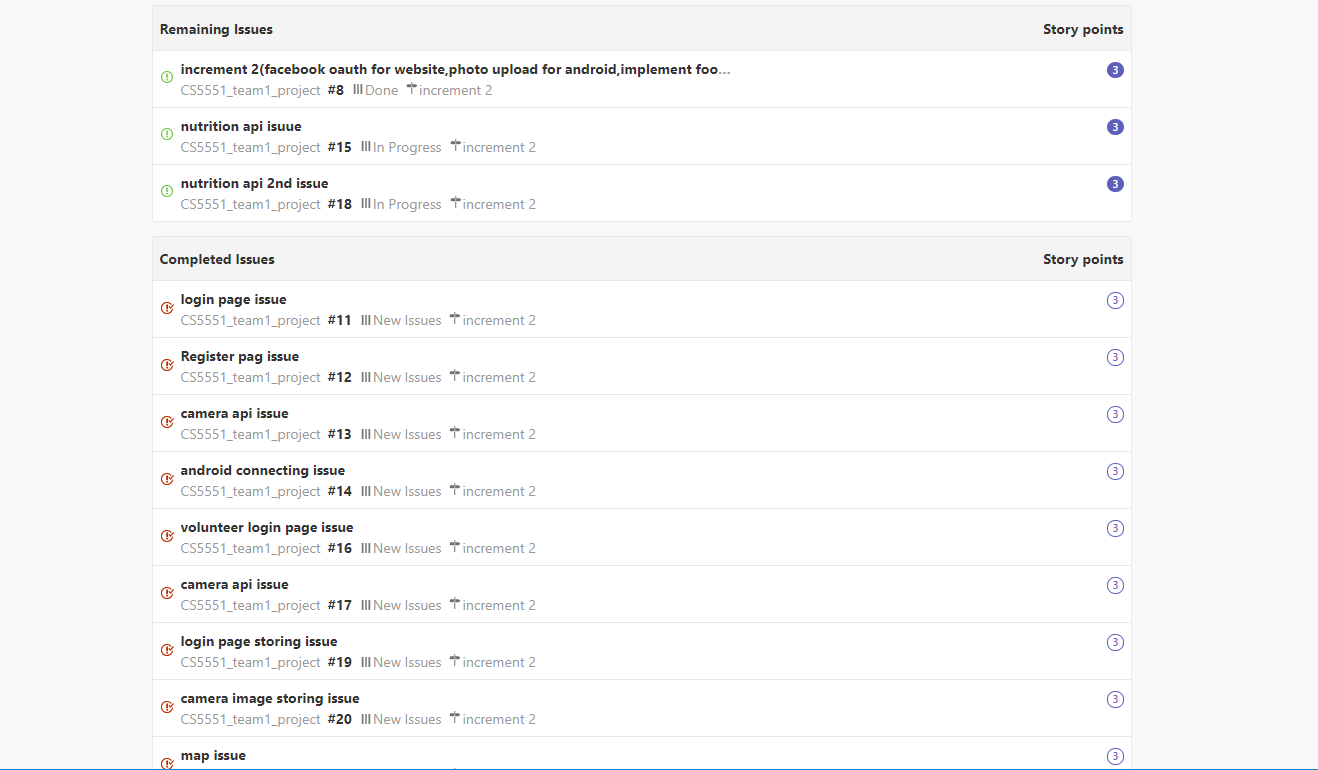 Remaining Issues Story points
increment 2(facebook oauth for website,photo upload for android,implement foo... 3
CS5551_team1_project #8 Done increment 2
nutrition api isuue 3
CS5551_team1_project #15 In Progress increment 2
nutrition api 2nd issue 3
CS5551_team1_project #18 In Progress increment 2
Completed Issues Story points
login page issue 3
CS5551_team1_project #11 New Issues increment 2
Register pag issue 3
CS5551_team1_project #12 New Issues increment 2
camera api issue 3
CS5551_team1_project #13 New Issues increment 2
android connecting issue 3
CS5551_team1_project #14 New Issues increment 2
volunteer login page issue 3
CS5551_team1_project #16 New Issues increment 2
camera api issue 3
CS5551_team1_project #17 New Issues increment 2
login page storing issue 3
CS5551_team1_project #19 New Issues increment 2
camera image storing issue 3
CS5551_team1_project #20 New Issues increment 2
map issue 3